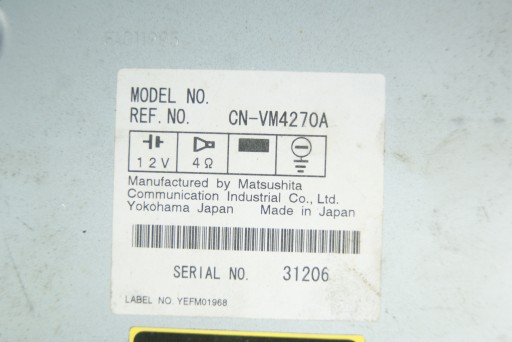 MODEL NO.
REF. NO. CN-VM4270A
12V 4Ω
Manufactured by Matsushita
Communication Industrial Co., Ltd.
Yokohama Japan Made in Japan
SERIAL NO. 31206
LABEL NO. YEFM01968